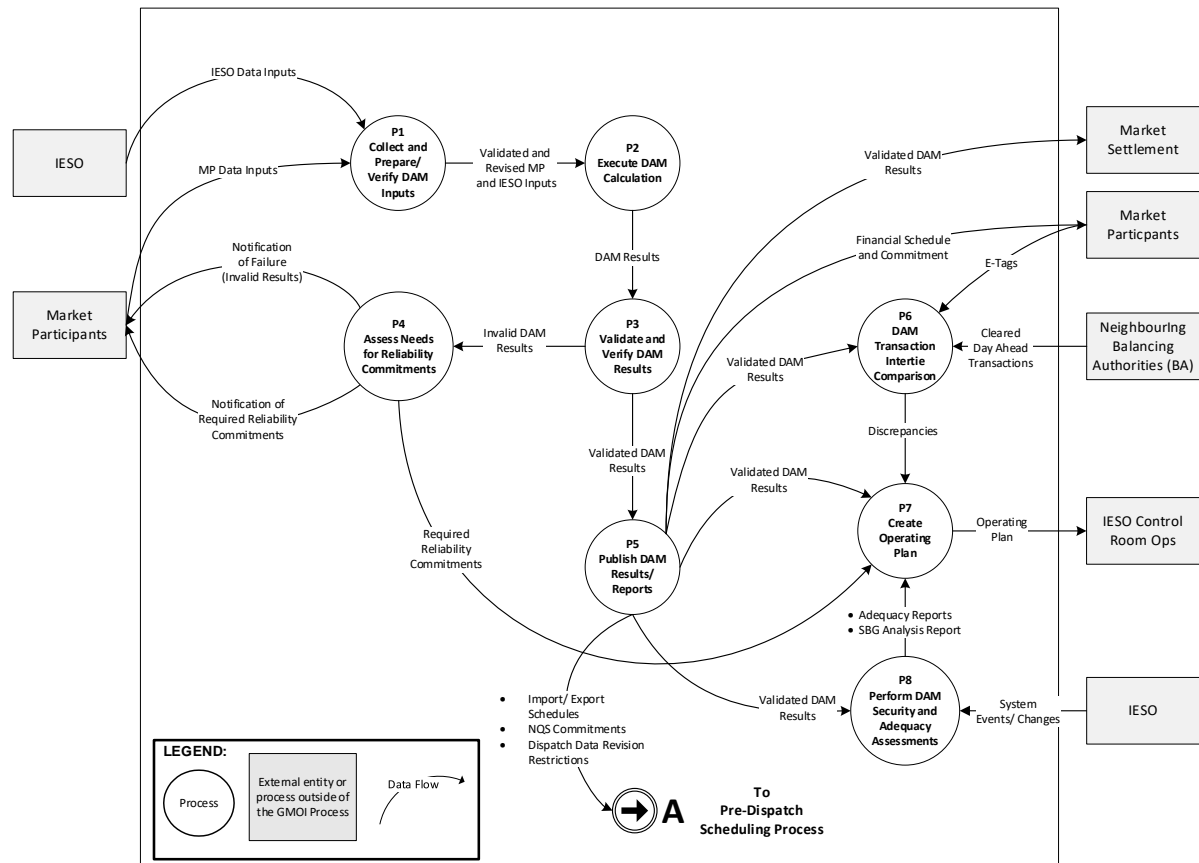 IESO Data Inputs
IESO
MP Data Inputs
P1
Collect and
Prepare/
Verify DAM
Inputs
Validated and
Revised MP
and IESO Inputs
P2
Execute DAM
Calculation
Validated DAM
Results
Market
Settlement
Market
Particpants
Financial Schedule
and Commitment
E-Tags
Notification
of Failure
(Invalid Results)
DAM Results
Market
Participants
P4
Assess Needs
for Reliability
Commitments
Invalid DAM
Results
P3
Validate and
Verify DAM
Results
Validated DAM
Results
P6
DAM
Transaction
Intertie
Comparison
Cleared
Day Ahead
Transactions
NeighbourIng
Balancing
Authorities (BA)
Notification of
Required Reliability
Commitments
Discrepancies
Validated DAM
Results
Validated DAM
Results
Required
Reliability
Commitments
P5
Publish DAM
Results/
Reports
P7
Create
Operating
Plan
Operating
Plan
IESO Control
Room Ops
• Adequacy Reports
• SBG Analysis Report
• Import/ Export
Schedules
• NQS Commitments
• Dispatch Data Revision
Restrictions
Validated DAM
Results
P8
Perform DAM
Security and
Adequacy
Assessments
System
Events/ Changes
IESO
LEGEND:
Process
External entity or
process outside of
the GMOI Process
Data Flow
A
To
Pre-Dispatch
Scheduling Process